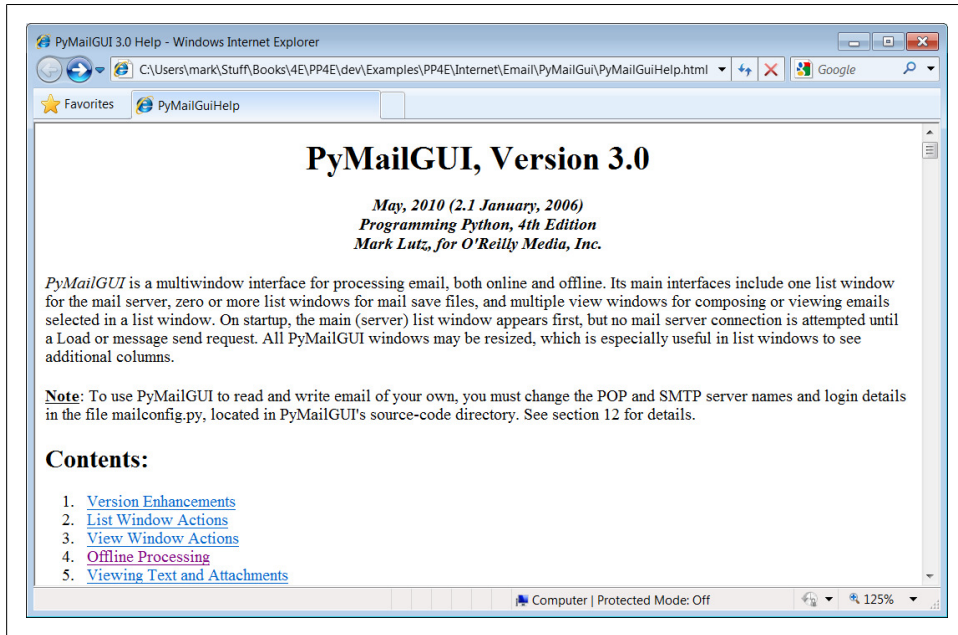 PyMailGUI 3.0 Help - Windows Internet Explorer
C:\Users\mark\Stuff\Books\4E\PP4E\dev\Examples\PP4E\Internet\Email\PyMailGui\PyMailGuiHelp.html
Google
Favorites
PyMailGuiHelp
PyMailGUI, Version 3.0
May, 2010 (2.1 January, 2006)
Programming Python, 4th Edition
Mark Lutz, for O'Reilly Media, Inc.
PyMailGUI is a multiwindow interface for processing email, both online and offline. Its main interfaces include one list window
for the mail server, zero or more list windows for mail save files, and multiple view windows for composing or viewing emails
selected in a list window. On startup, the main (server) list window appears first, but no mail server connection is attempted until
a Load or message send request. All PyMailGUI windows may be resized, which is especially useful in list windows to see
additional columns.
Note: To use PyMailGUI to read and write email of your own, you must change the POP and SMTP server names and login details
in the file mailconfig.py, located in PyMailGUI's source-code directory. See section 12 for details.
Contents:
1. Version Enhancements
2. List Window Actions
3. View Window Actions
4. Offline Processing
5. Viewing Text and Attachments
Computer | Protected Mode: Off
125%